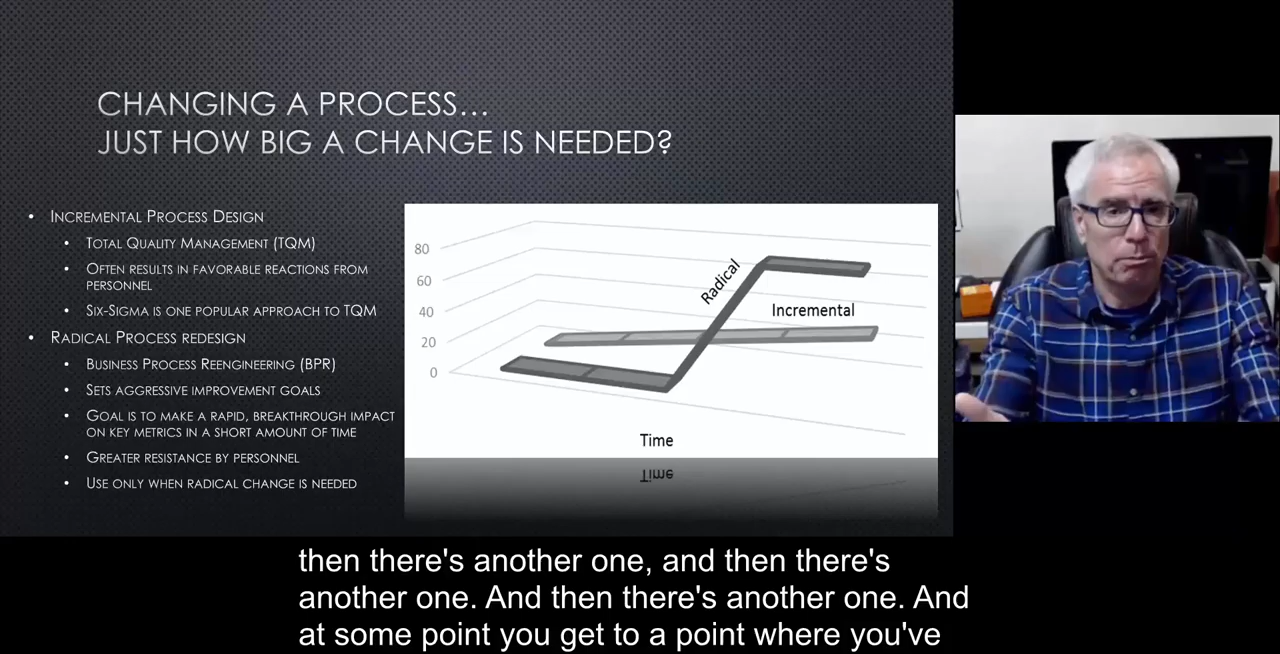 CHANGING A PROCESS…
JUST HOW BIG A CHANGE IS NEEDED?
• INCREMENTAL PROCESS DESIGN
• TOTAL QUALITY MANAGEMENT (TQM)
• OFTEN RESULTS IN FAVORABLE REACTIONS FROM
PERSONNEL
• SIX-SIGMA IS ONE POPULAR APPROACH TO TQM
• RADICAL PROCESS REDESIGN
• BUSINESS PROCESS REENGINEERING (BPR)
• SETS AGGRESSIVE IMPROVEMENT GOALS
• GOAL IS TO MAKE A RAPID, BREAKTHROUGH IMPACT
ON KEY METRICS IN A SHORT AMOUNT OF TIME
• GREATER RESISTANCE BY PERSONNEL
• USE ONLY WHEN RADICAL CHANGE IS NEEDED
80
60
40
20
0
Radical
Incremental
Time
Time
then there's another one, and then there's
another one. And then there's another one. And
at some point you get to a point where you've